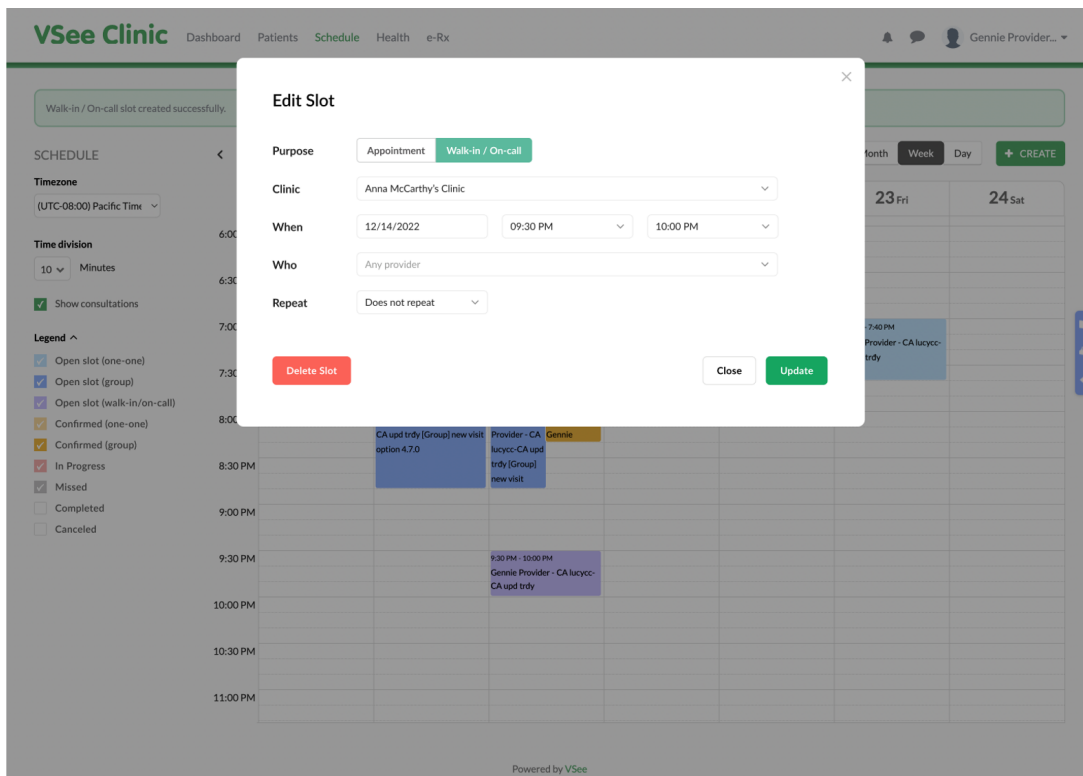 VSee Clinic Dashboard Patients Schedule Health e-Rx Gennie Provider...
Walk-in / On-call slot created successfully.
Edit Slot
Purpose Appointment Walk-in / On-call
Clinic Anna McCarthy's Clinic
When 12/14/2022 09:30 PM 10:00 PM
Who Any provider
Repeat Does not repeat
Delete Slot Close Update
SCHEDULE
Timezone
(UTC-08:00) Pacific
Time division
10 Minutes
Show consultations
Legend
Open slot (one-one)
Open slot (group)
Open slot (walk-in/on-call)
Confirmed (one-one)
Confirmed (group)
In Progress
Missed
Completed
Canceled
Week Day + CREATE
23 Fri 24 Sat
6:00
6:30
7:00
7:30
8:00
8:30 PM
9:00 PM
9:30 PM
10:00 PM
10:30 PM
11:00 PM
- 7:40 PM
Provider - CA lucycc-
trdy
CA upd trdy [Group] new visit
option 4.7.0
Provider - CA
lucycc-CA upd
trdy [Group]
new visit
Gennie
9:30 PM - 10:00 PM
Gennie Provider - CA lucycc-
CA upd trdy
Powered by VSee